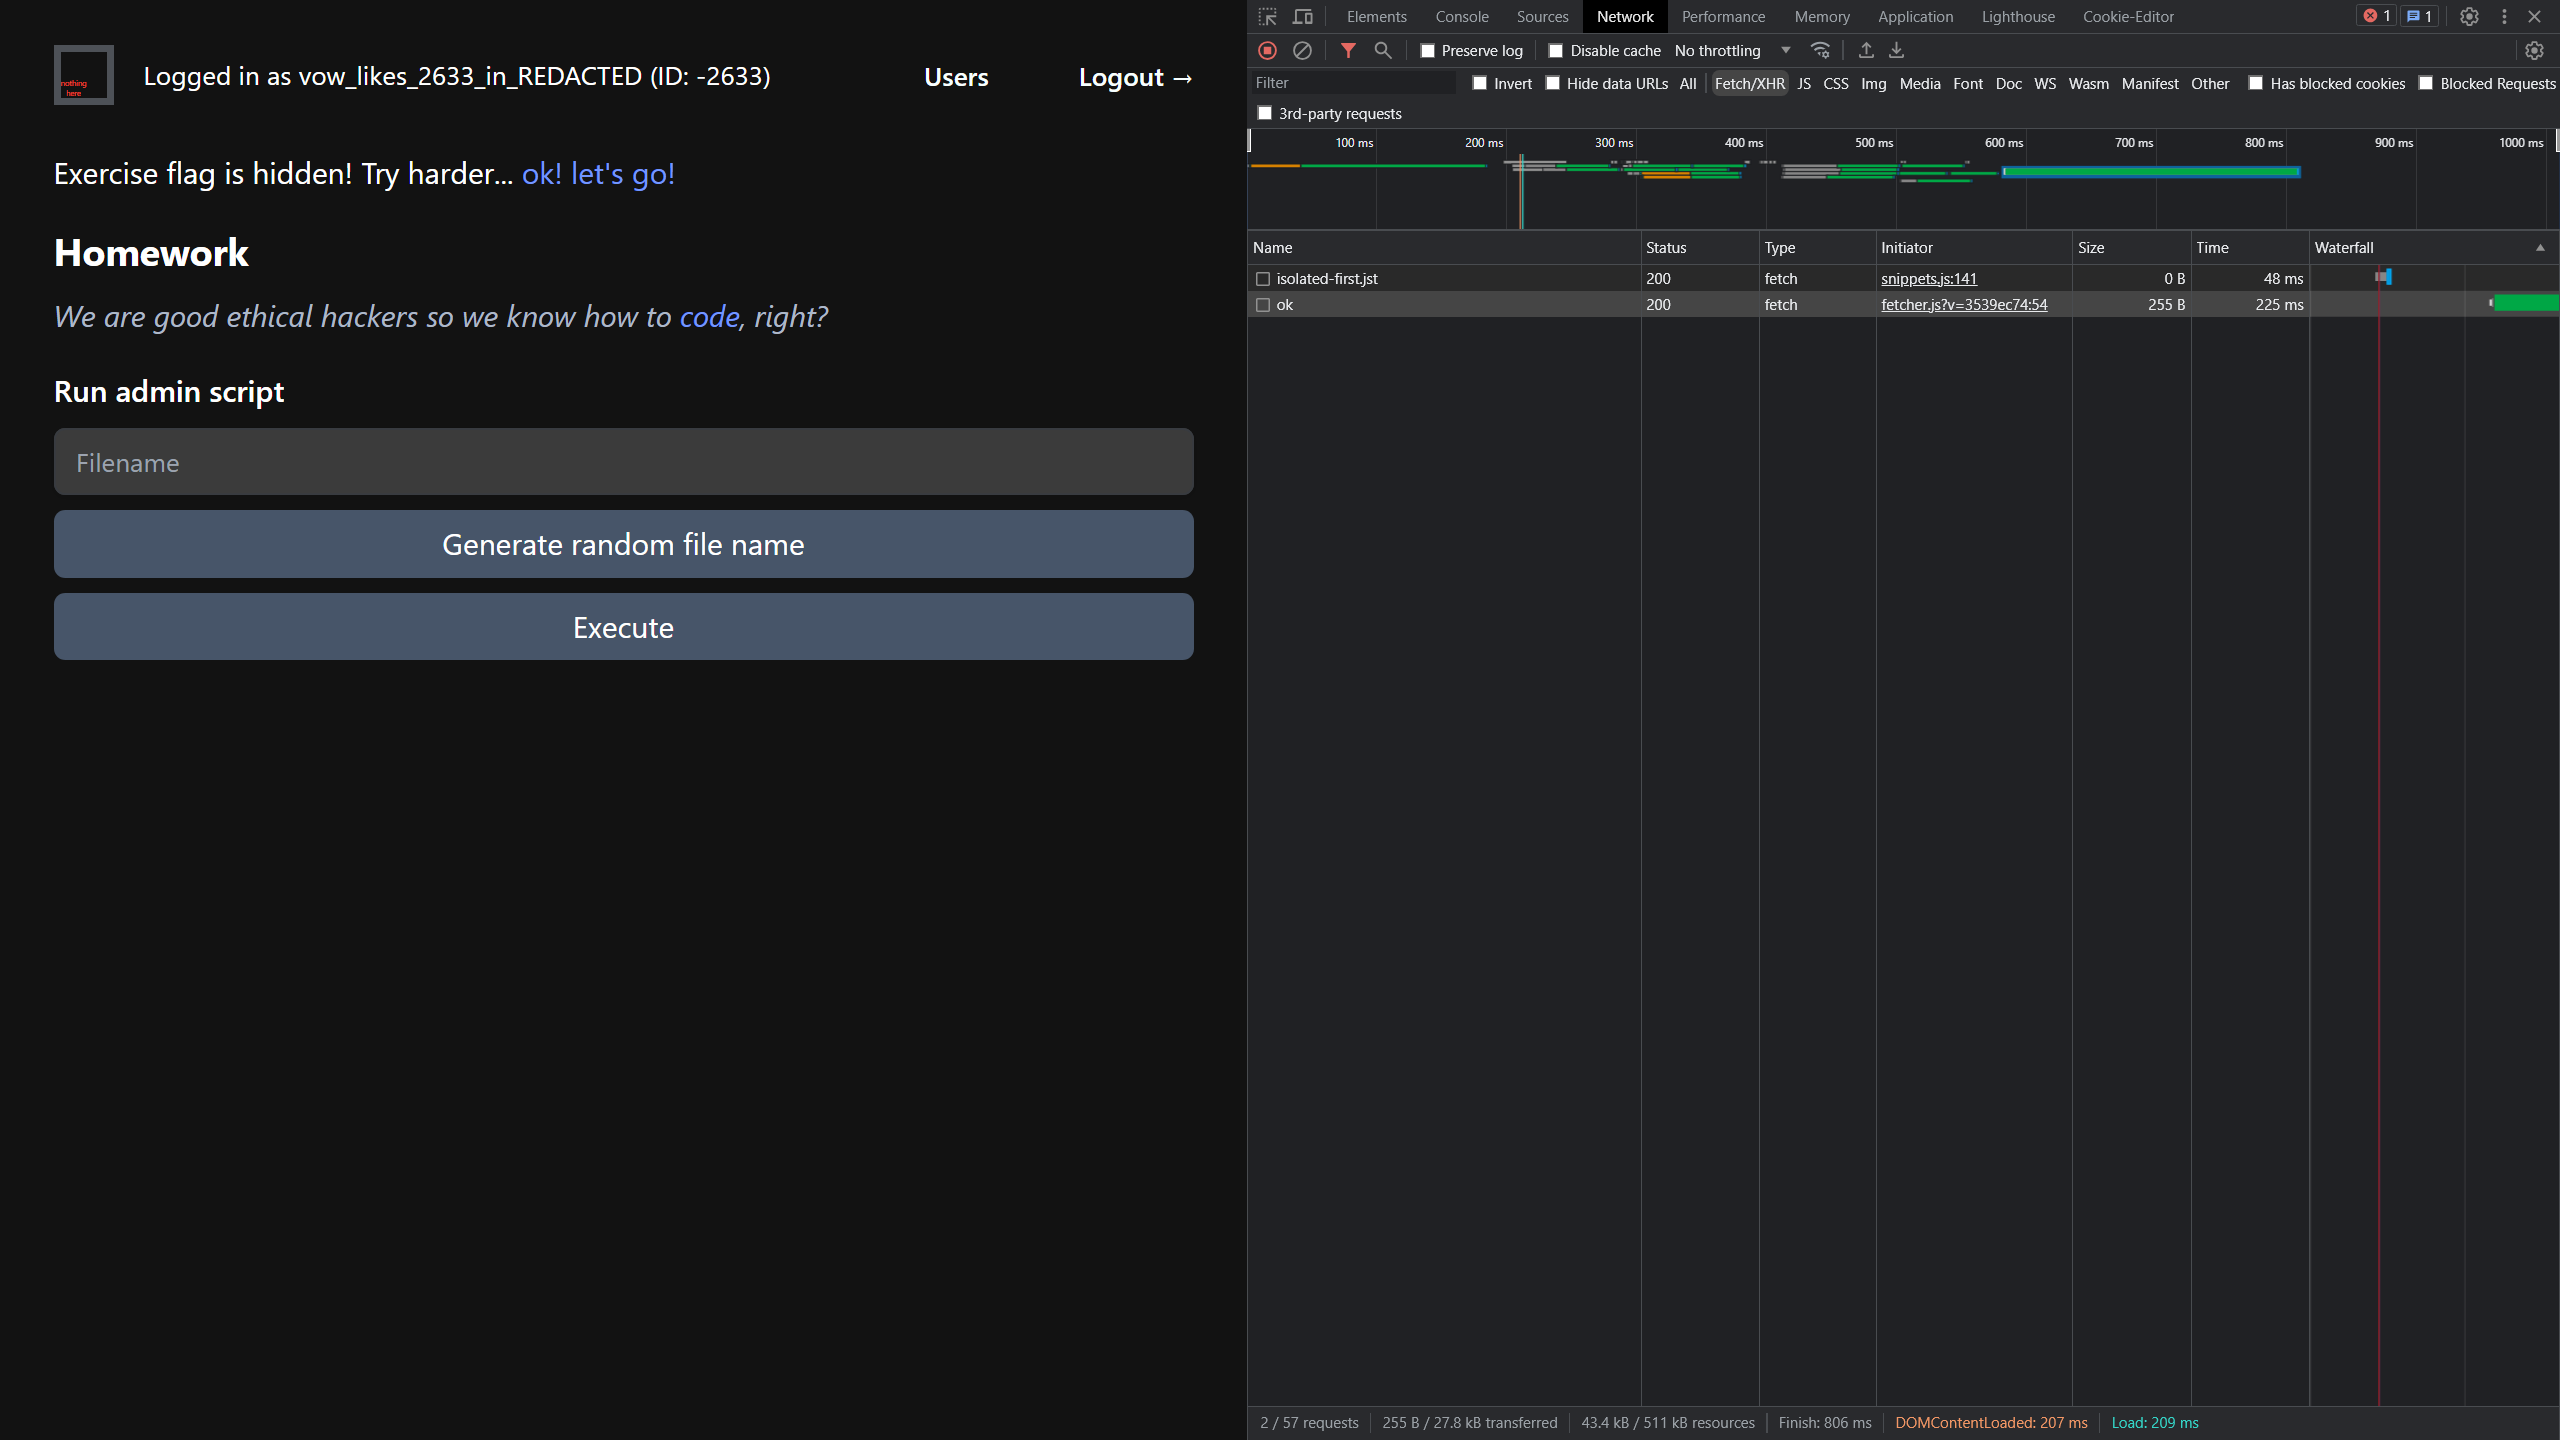 nothing
here
Logged in as vow_likes_2633_in_REDACTED (ID: -2633)
Users
Logout →
Exercise flag is hidden! Try harder... ok! let's go!
Homework
We are good ethical hackers so we know how to code, right?
Run admin script
Filename
Generate random file name
Execute
Elements Console Sources Network Performance Memory Application Lighthouse Cookie-Editor 1 1
Preserve log Disable cache No throttling
Filter Invert Hide data URLs All Fetch/XHR JS CSS Img Media Font Doc WS Wasm Manifest Other Has blocked cookies Blocked Requests
3rd-party requests
100 ms 200 ms 300 ms 400 ms 500 ms 600 ms 700 ms 800 ms 900 ms 1000 ms
Name Status Type Initiator Size Time Waterfall
isolated-first.jst 200 fetch snippets.js:141 0 B 48 ms
ok 200 fetch fetcher.js?v=3539ec74:54 255 B 225 ms
2 / 57 requests 255 B / 27.8 kB transferred 43.4 kB / 511 kB resources Finish: 806 ms DOMContentLoaded: 207 ms Load: 209 ms